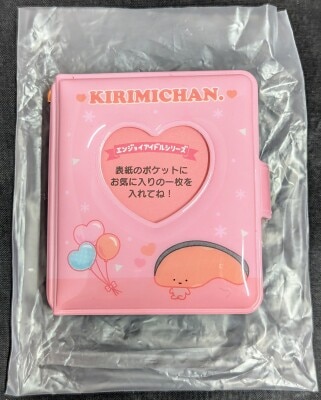 KIRIMICHAN.
エンジョイアイドルシリーズ
表紙のポケットに
お気に入りの一枚を
入れてね！